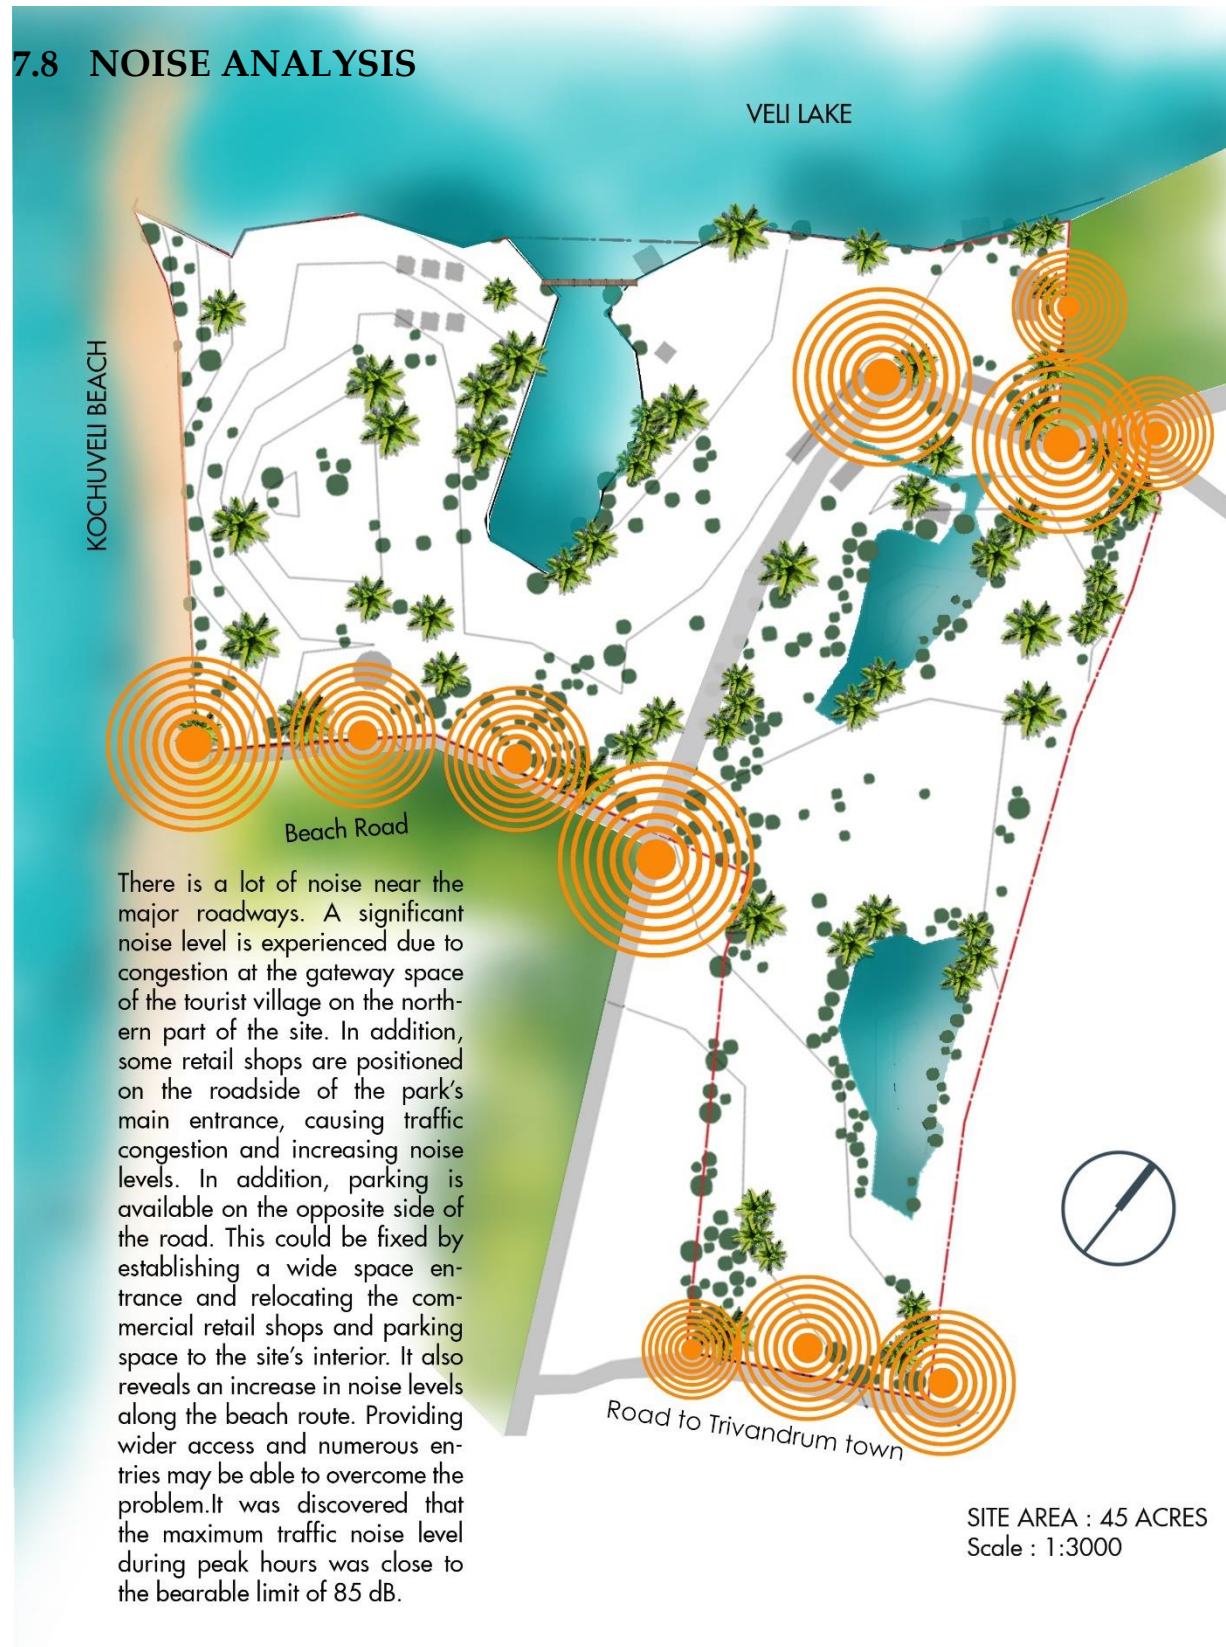 7.8 NOISE ANALYSIS
VELI LAKE
KOCHUVELI BEACH
Beach Road
There is a lot of noise near the
major roadways. A significant
noise level is experienced due to
congestion at the gateway space
of the tourist village on the north-
ern part of the site. In addition,
some retail shops are positioned
on the roadside of the park's
main entrance, causing traffic
congestion and increasing noise
levels. In addition, parking is
available on the opposite side of
the road. This could be fixed by
establishing a wide space en-
trance and relocating the com-
mercial retail shops and parking
space to the site's interior. It also
reveals an increase in noise levels
along the beach route. Providing
wider access and numerous en-
tries may be able to overcome the
problem.It was discovered that
the maximum traffic noise level
during peak hours was close to
the bearable limit of 85 dB.
Road to Trivandrum town
SITE AREA : 45 ACRES
Scale : 1:3000